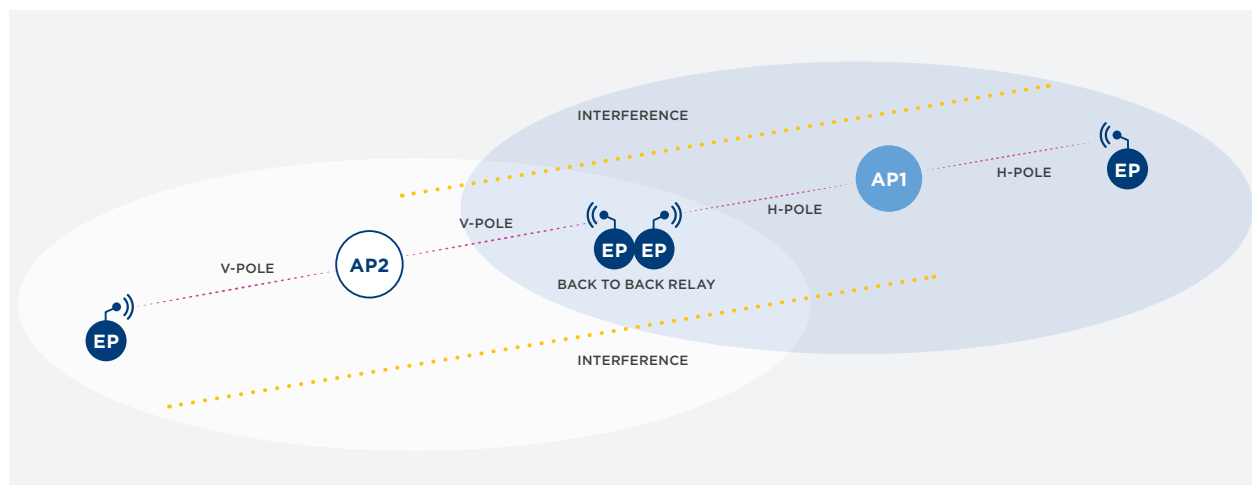 INTERFERENCE
EP
H-POLE
AP1
H-POLE
V-POLE
EP EP
BACK TO BACK RELAY
AP2
V-POLE
EP
INTERFERENCE